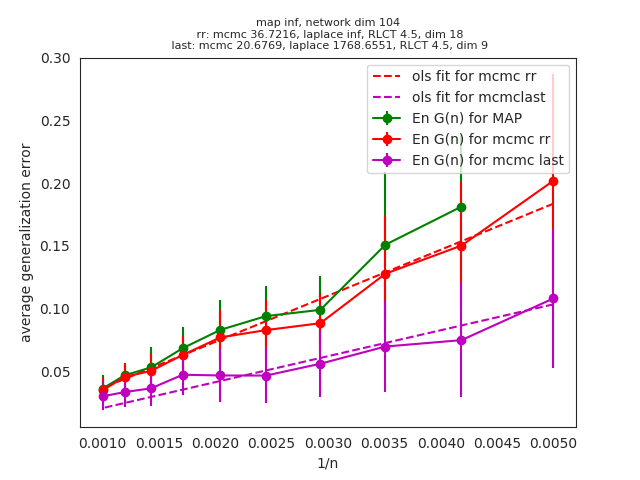 map inf, network dim 104
rr: mcmc 36.7216, laplace inf, RLCT 4.5, dim 18
last: mcmc 20.6769, laplace 1768.6551, RLCT 4.5, dim 9
0.30
0.25
0.20
0.15
0.10
0.05
average generalization error
ols fit for mcmc rr
ols fit for mcmclast
En G(n) for MAP
En G(n) for mcmc rr
En G(n) for mcmc last
0.0010 0.0015 0.0020 0.0025 0.0030 0.0035 0.0040 0.0045 0.0050
1/n